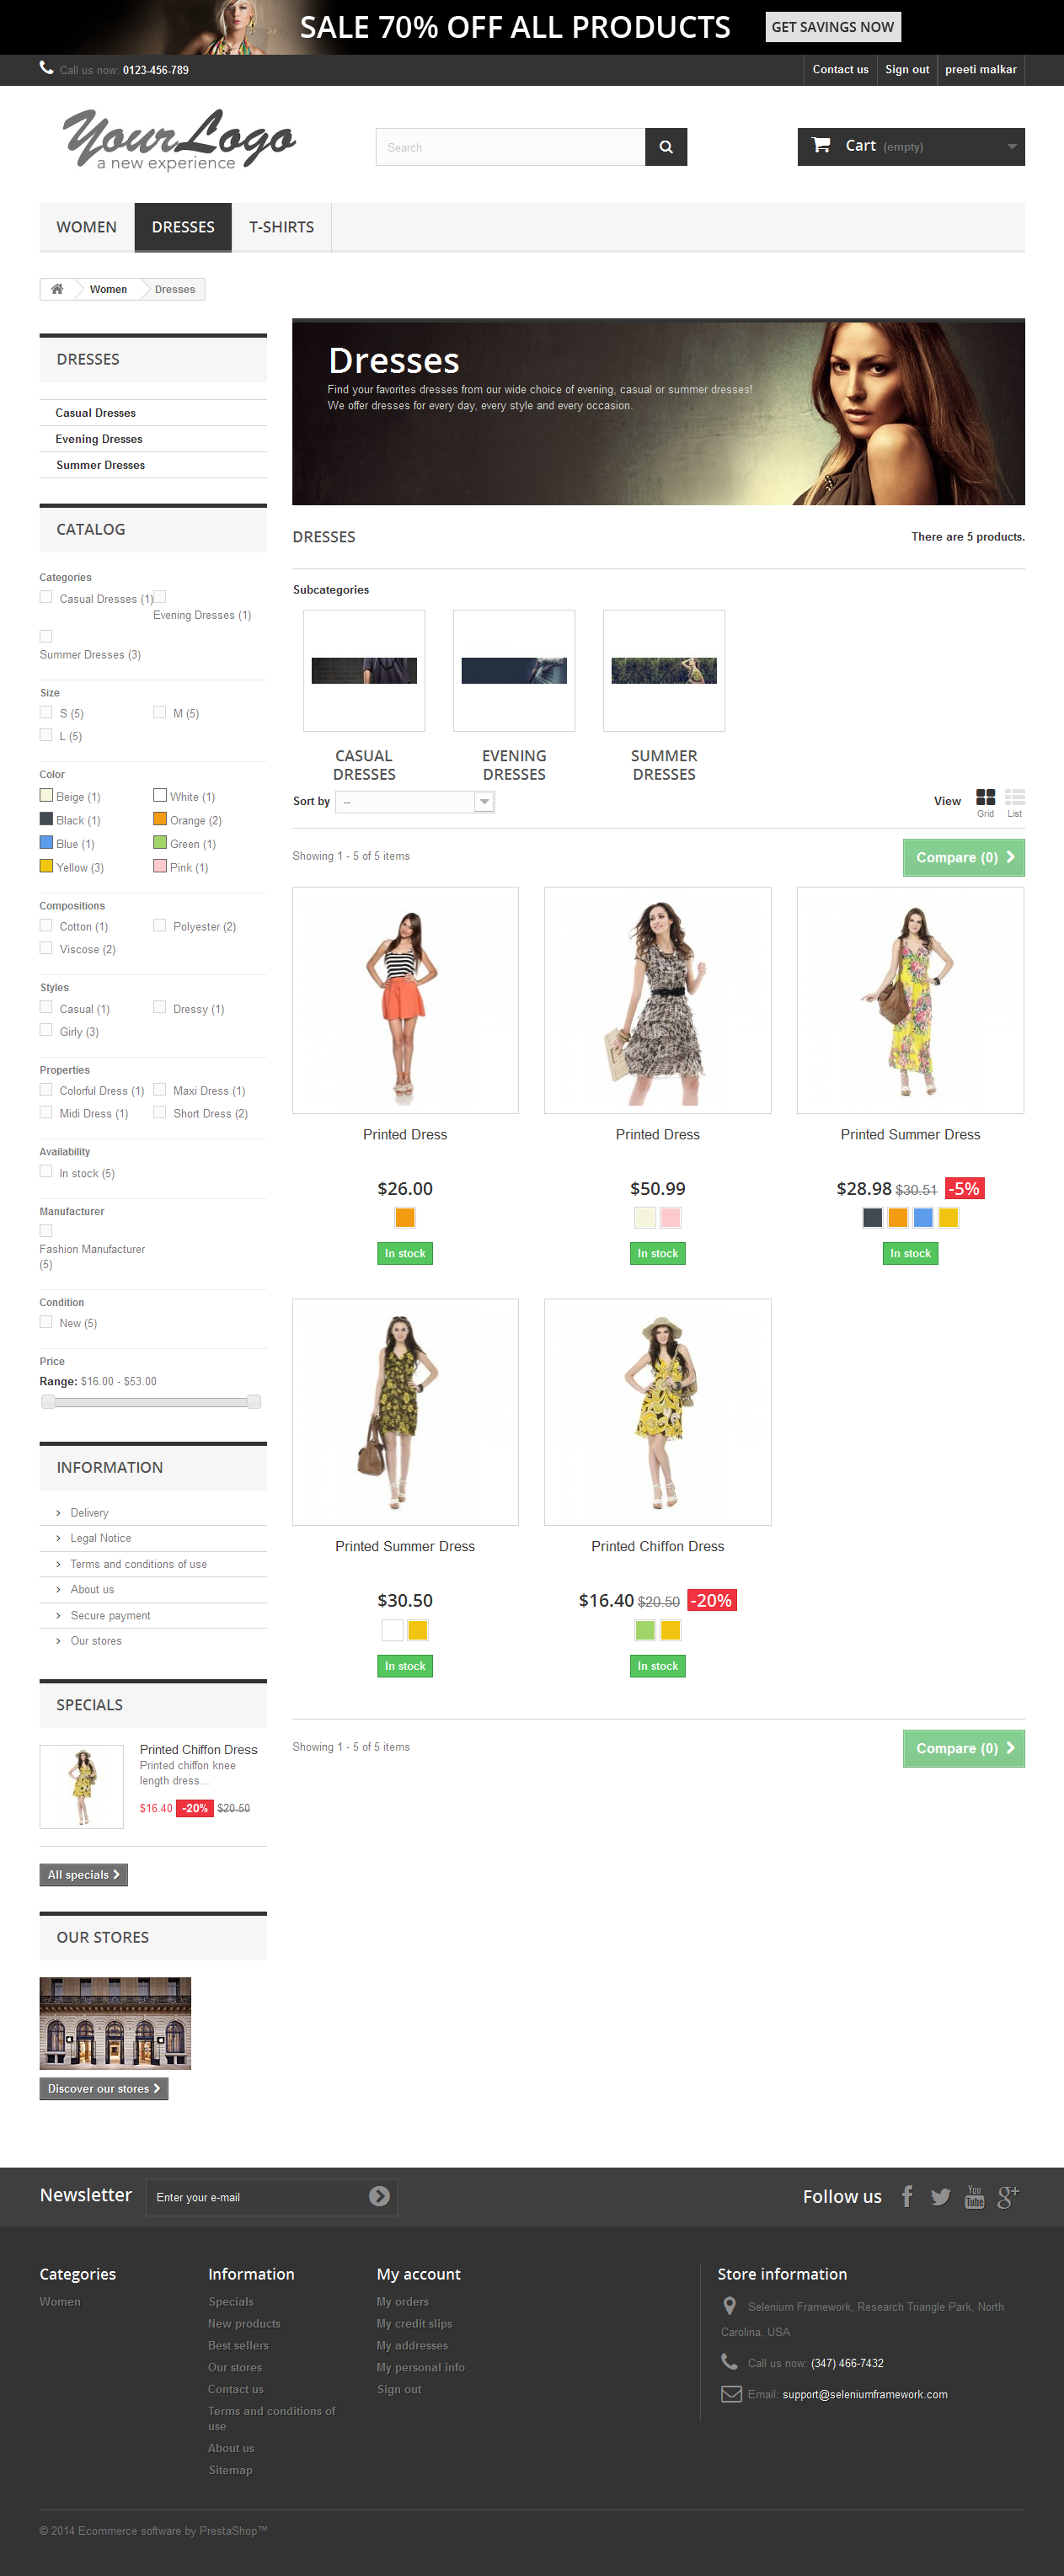 SALE 70% OFF ALL PRODUCTS GET SAVINGS NOW
Call us now: 0123-456-789
Contact us Sign out preeti malkar
YourLogo
a new experience
Search
Cart (empty)
WOMEN DRESSES T-SHIRTS
Women Dresses
DRESSES
Casual Dresses
Evening Dresses
Summer Dresses
CATALOG
Categories
Casual Dresses (1)
Evening Dresses (1)
Summer Dresses (3)
Size
S (5) M (5)
L (5)
Color
Beige (1) White (1)
Black (1) Orange (2)
Blue (1) Green (1)
Yellow (3) Pink (1)
Compositions
Cotton (1) Polyester (2)
Viscose (2)
Styles
Casual (1) Dressy (1)
Girly (3)
Properties
Colorful Dress (1) Maxi Dress (1)
Midi Dress (1) Short Dress (2)
Availability
In stock (5)
Manufacturer
Fashion Manufacturer
(5)
Condition
New (5)
Price
Range: $16.00 - $53.00
INFORMATION
Delivery
Legal Notice
Terms and conditions of use
About us
Secure payment
Our stores
SPECIALS
Printed Chiffon Dress
Printed chiffon knee
length dress...
$16.40 -20% $20.50
All specials
OUR STORES
Discover our stores
Dresses
Find your favorites dresses from our wide choice of evening, casual or summer dresses!
We offer dresses for every day, every style and every occasion.
DRESSES There are 5 products.
Subcategories
CASUAL DRESSES
EVENING DRESSES
SUMMER DRESSES
Sort by -- View Grid List
Showing 1 - 5 of 5 items Compare (0)
Printed Dress
$26.00
In stock
Printed Dress
$50.99
In stock
Printed Summer Dress
$28.98 $30.51 -5%
In stock
Printed Summer Dress
$30.50
In stock
Printed Chiffon Dress
$16.40 $20.50 -20%
In stock
Showing 1 - 5 of 5 items Compare (0)
Newsletter Enter your e-mail
Follow us You Tube
Categories
Women
Information
Specials
New products
Best sellers
Our stores
Contact us
Terms and conditions of
use
About us
Sitemap
My account
My orders
My credit slips
My addresses
My personal info
Sign out
Store information
Selenium Framework, Research Triangle Park, North
Carolina, USA
Call us now: (347) 466-7432
Email: support@seleniumframework.com
© 2014 Ecommerce software by PrestaShop™